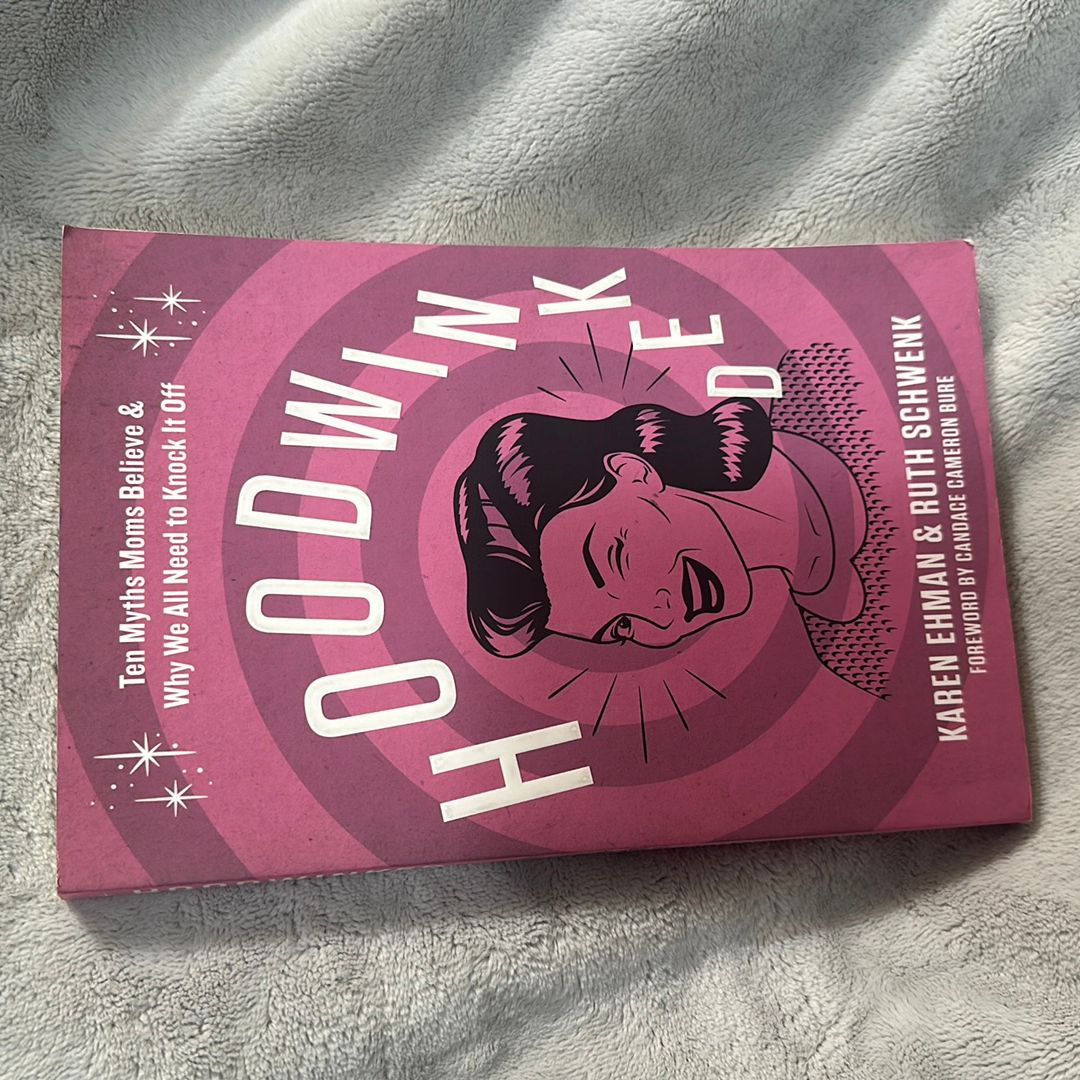 Ten Myths Moms Believe &
Why We All Need to Knock It Off
HOODWINKED
KAREN EHMAN & RUTH SCHWENK
FOREWORD BY CANDACE CAMERON BURE